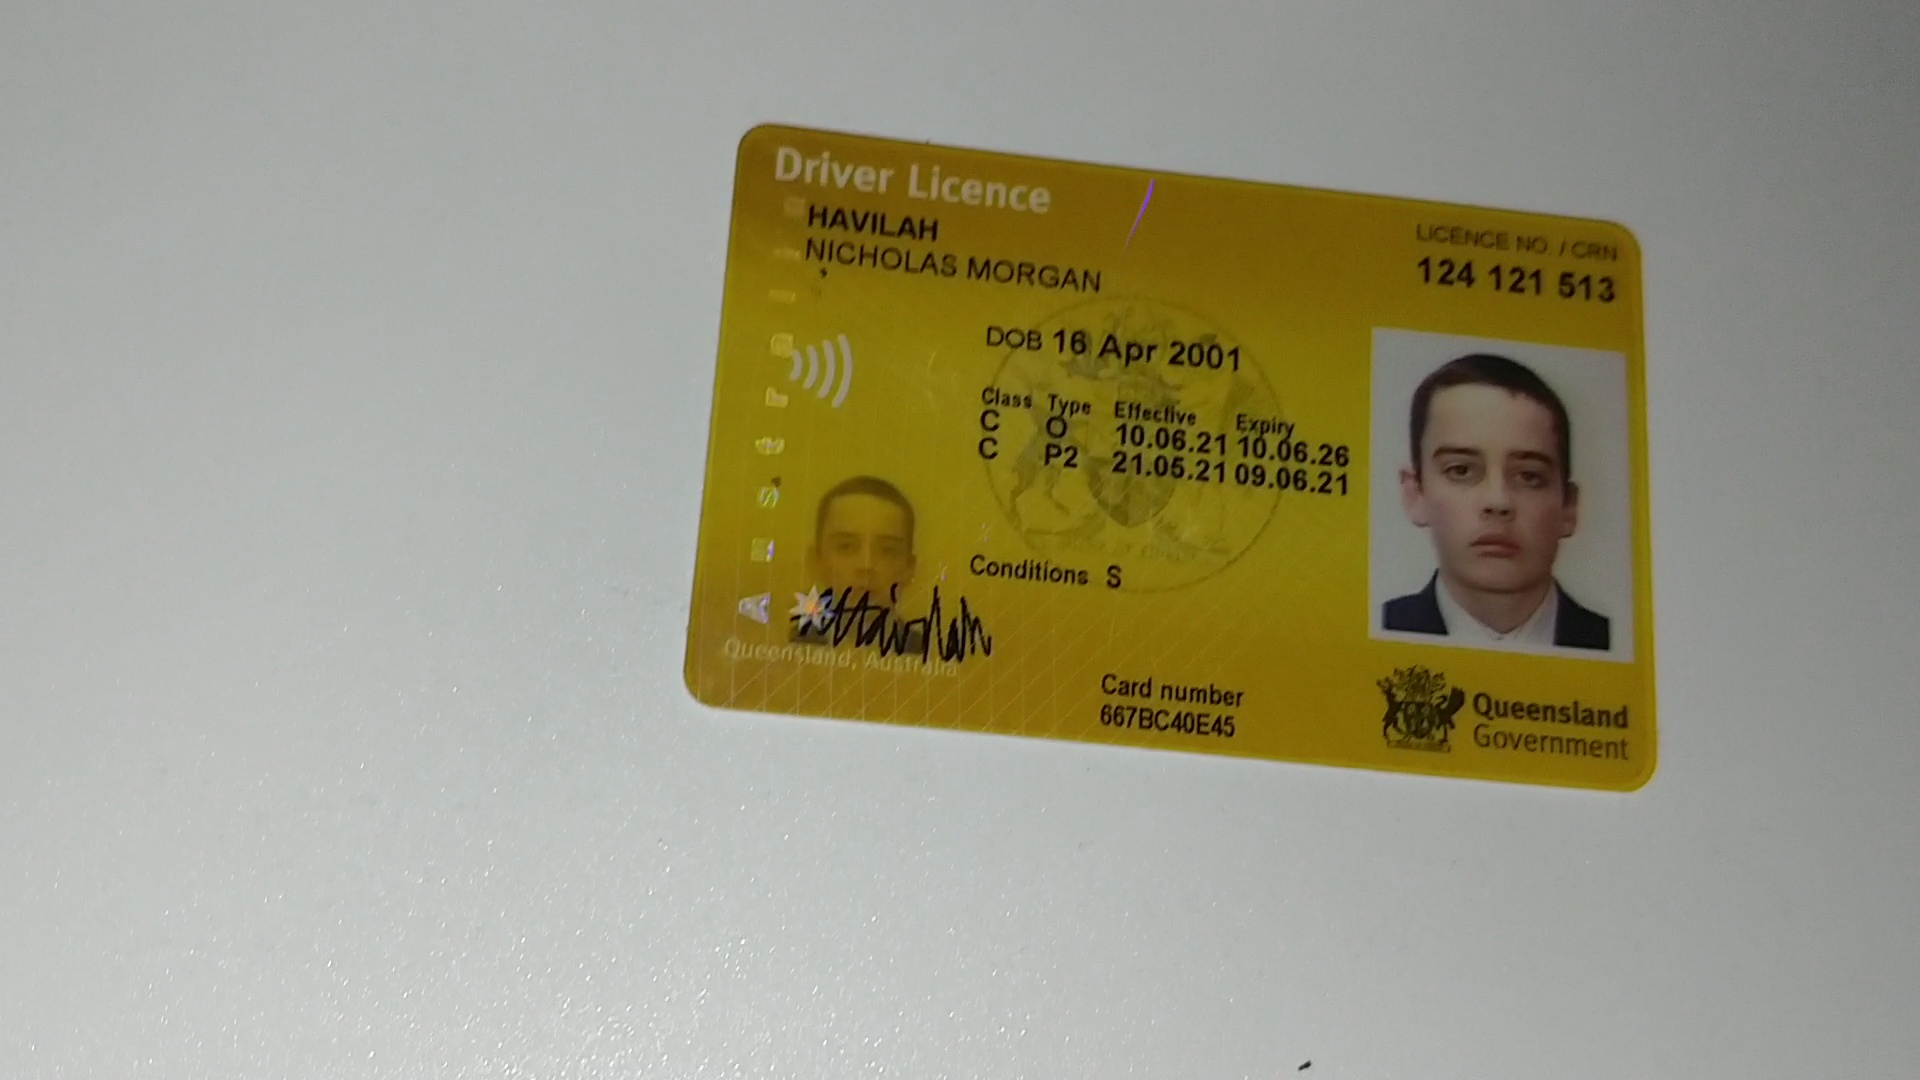 Driver Licence
HAVILAH
NICHOLAS MORGAN
LICENCE NO. / CRN
124 121 513
DOB 16 Apr 2001
Class Type Effective Expiry
C O 10.06.21 10.06.26
C P2 21.05.21 09.06.21
Conditions S
Havilah
Queensland, Australia
Card number
667BC40E45
Queensland
Government